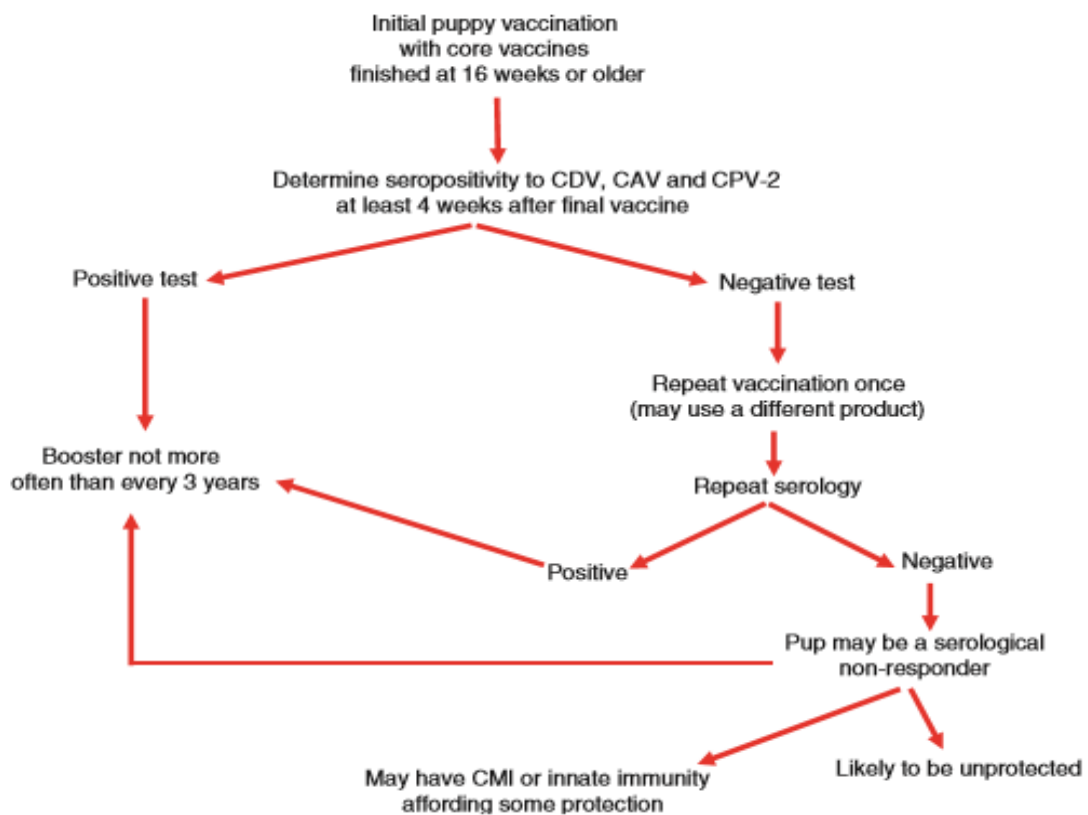 Initial puppy vaccination
with core vaccines
finished at 16 weeks or older
Determine seropositivity to CDV, CAV and CPV-2
at least 4 weeks after final vaccine
Positive test
Negative test
Repeat vaccination once
(may use a different product)
Booster not more
often than every 3 years
Repeat serology
Positive
Negative
Pup may be a serological
non-responder
May have CMI or innate immunity
affording some protection
Likely to be unprotected